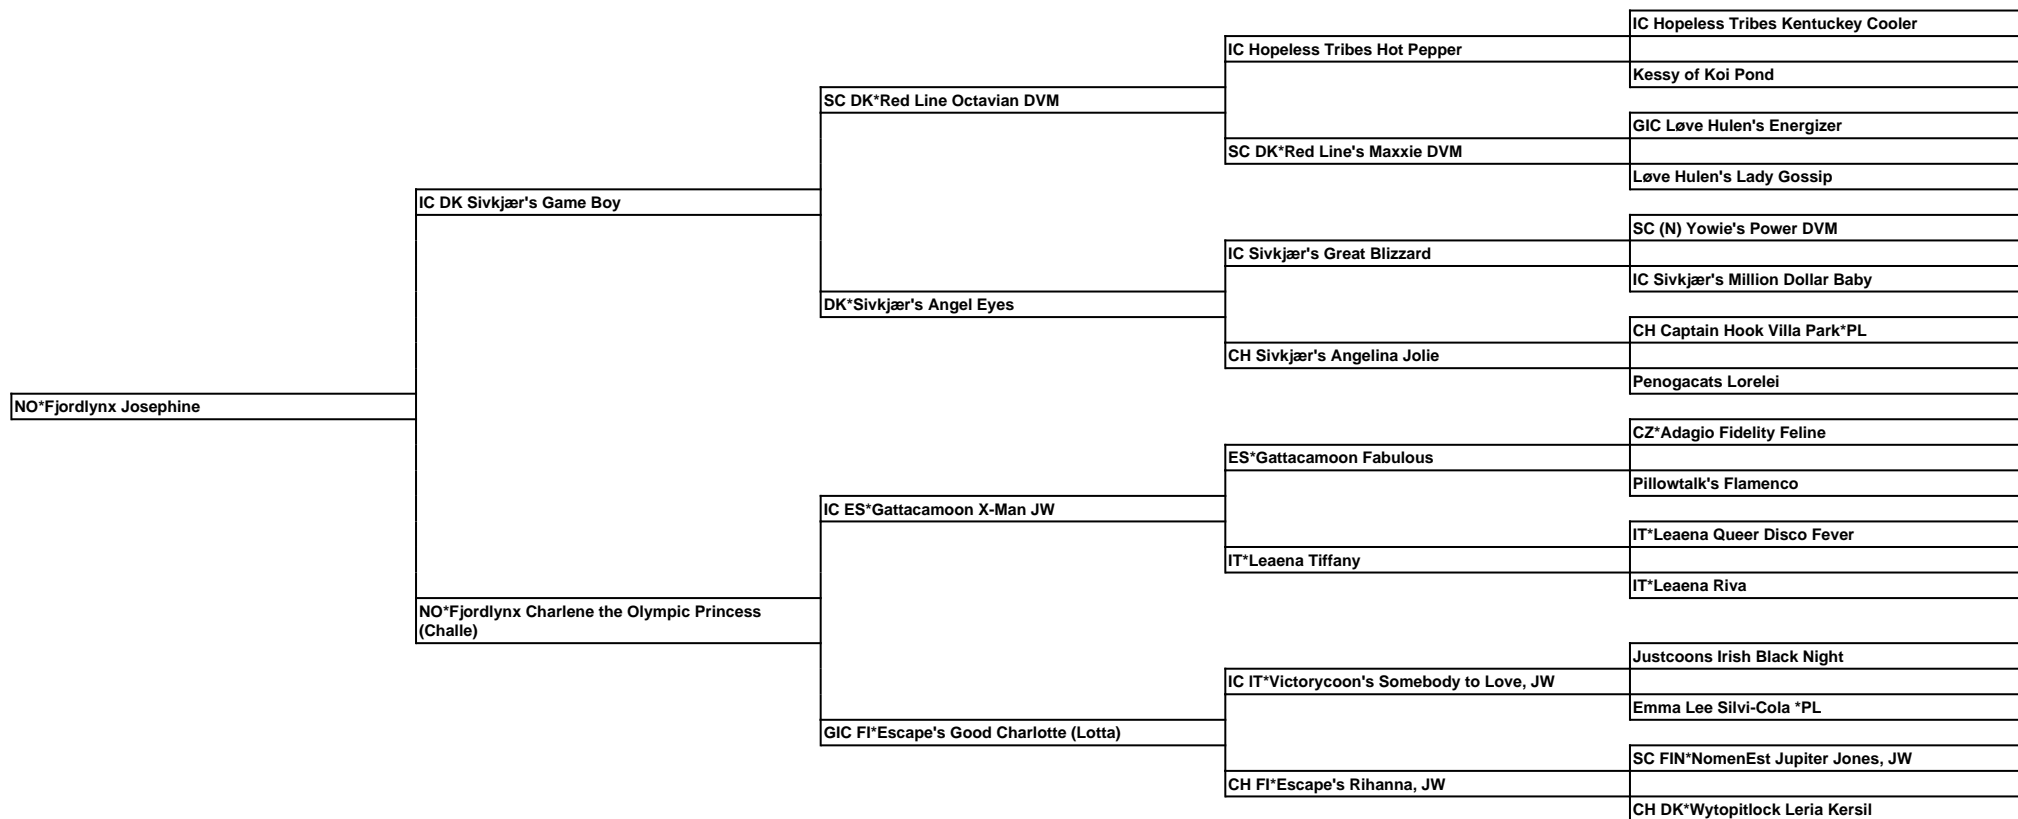 IC Hopeless Tribes Kentuckey Cooler
IC Hopeless Tribes Hot Pepper
Kessy of Koi Pond
SC DK*Red Line Octavian DVM
GIC Løve Hulen's Energizer
SC DK*Red Line's Maxxie DVM
Løve Hulen's Lady Gossip
IC DK Sivkjær's Game Boy
SC (N) Yowie's Power DVM
IC Sivkjær's Great Blizzard
IC Sivkjær's Million Dollar Baby
DK*Sivkjær's Angel Eyes
CH Captain Hook Villa Park*PL
CH Sivkjær's Angelina Jolie
Penogacats Lorelei
NO*Fjordlynx Josephine
CZ*Adagio Fidelity Feline
ES*Gattacamoon Fabulous
Pillowtalk's Flamenco
IC ES*Gattacamoon X-Man JW
IT*Leaena Queer Disco Fever
IT*Leaena Tiffany
IT*Leaena Riva
NO*Fjordlynx Charlene the Olympic Princess
(Challe)
Justcoons Irish Black Night
IC IT*Victorycoon's Somebody to Love, JW
Emma Lee Silvi-Cola *PL
GIC FI*Escape's Good Charlotte (Lotta)
SC FIN*NomenEst Jupiter Jones, JW
CH FI*Escape's Rihanna, JW
CH DK*Wytopitlock Leria Kersil